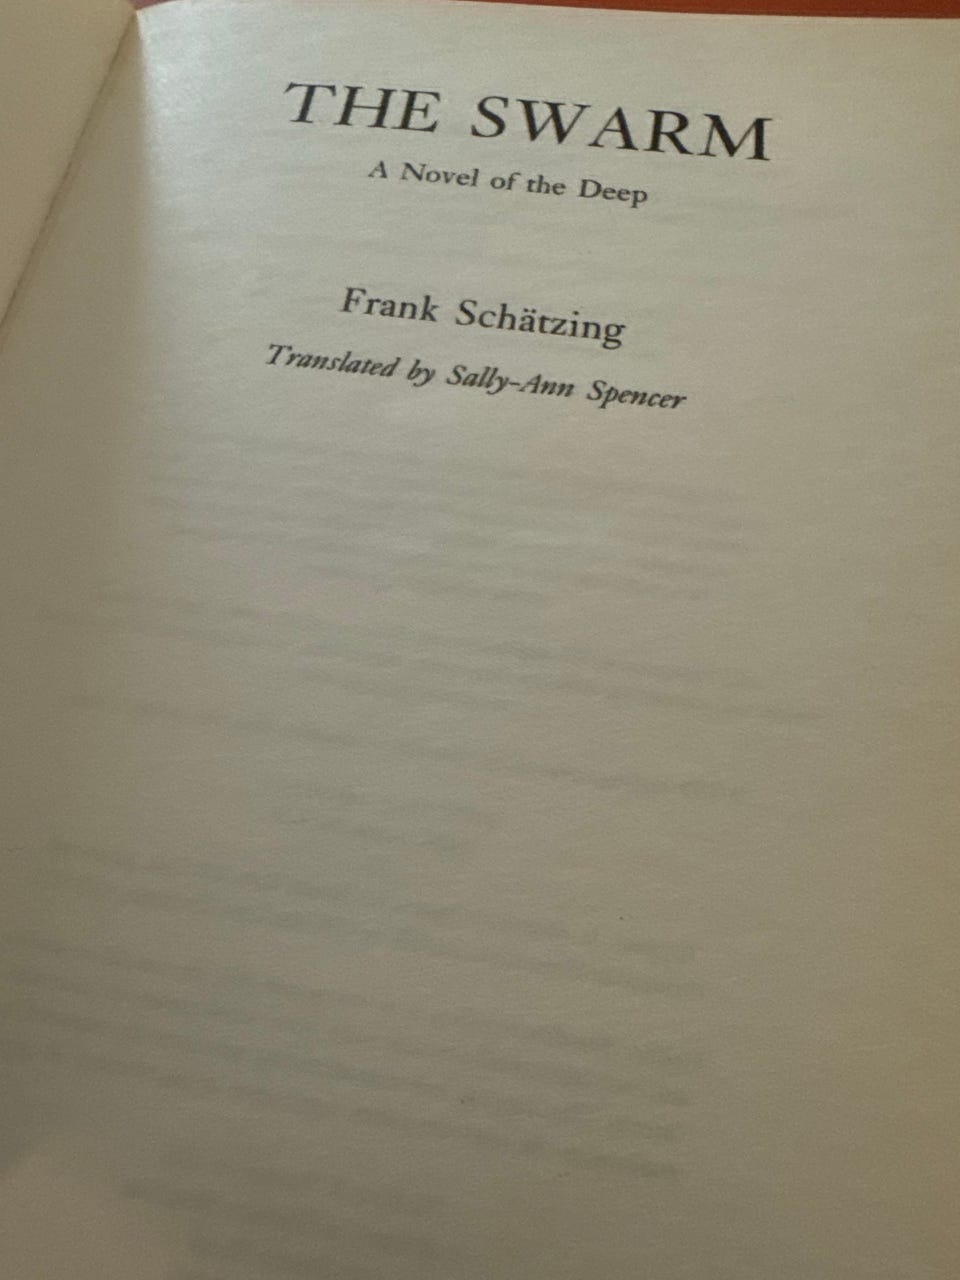 THE SWARM
A Novel of the Deep
Frank Schätzing
Translated by Sally-Ann Spencer